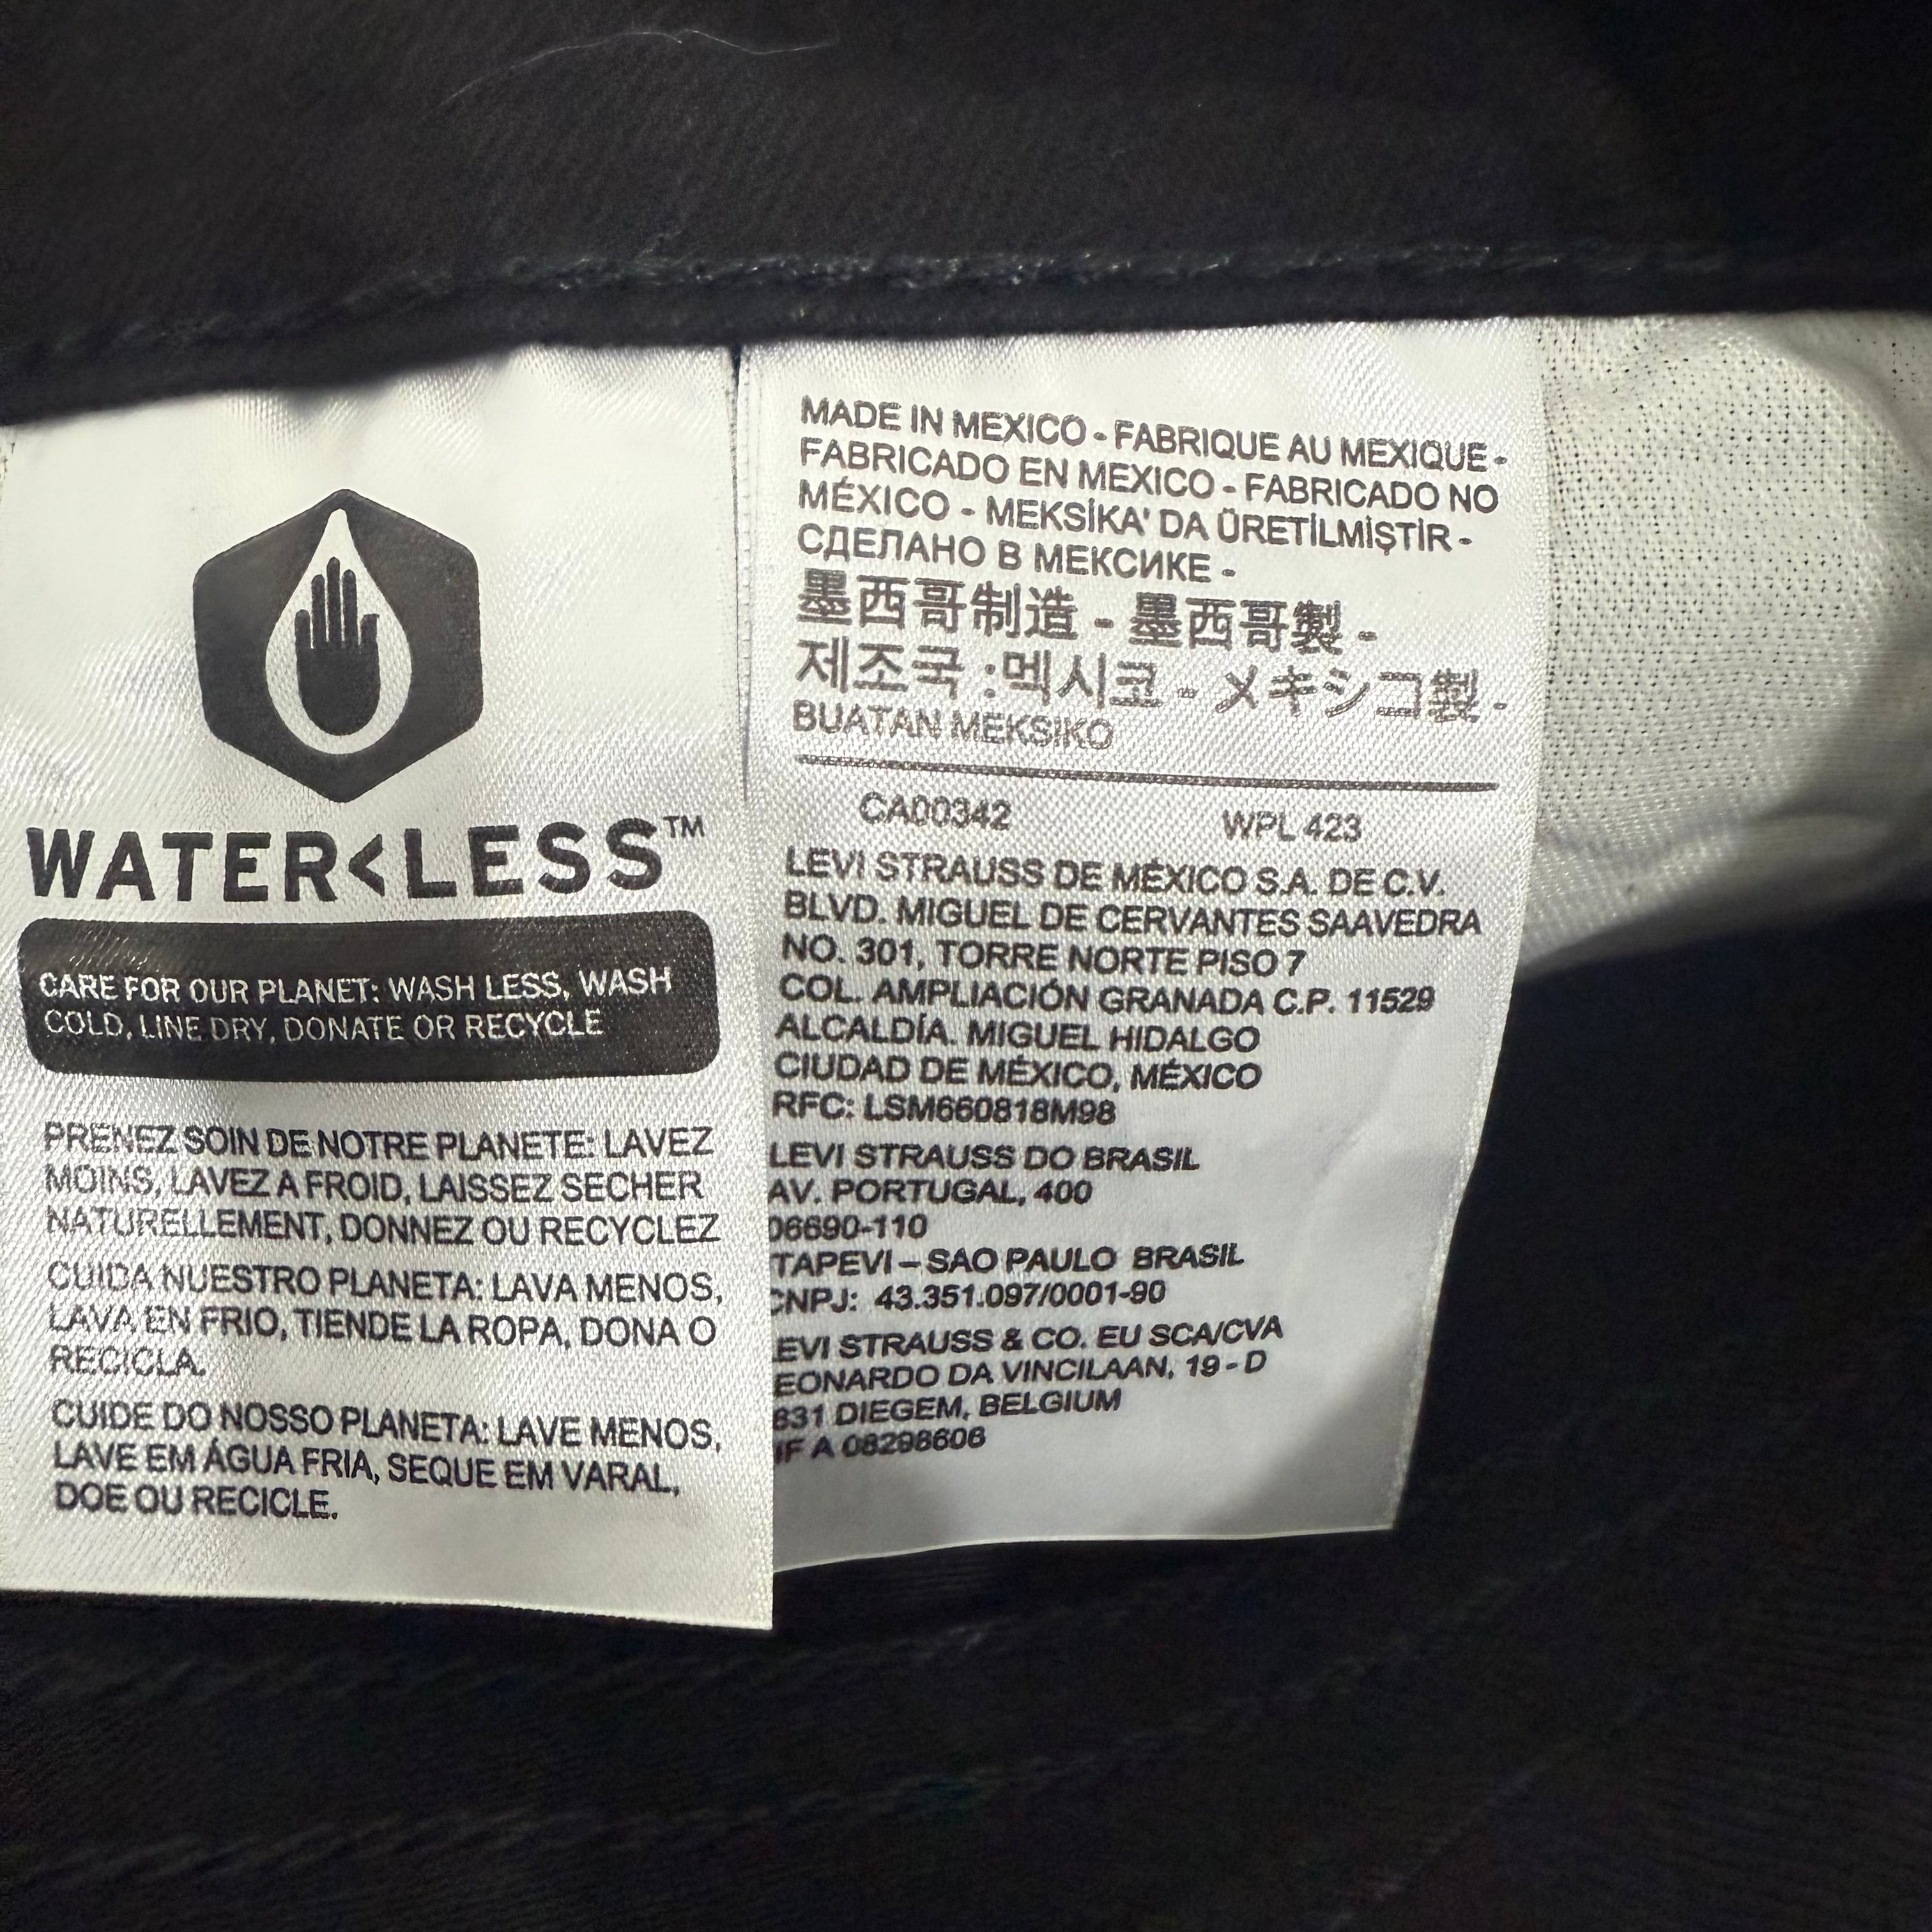 WATER<LESS™
CARE FOR OUR PLANET: WASH LESS, WASH
COLD, LINE DRY, DONATE OR RECYCLE
PRENEZ SOIN DE NOTRE PLANETE: LAVEZ
MOINS, LAVEZ A FROID, LAISSEZ SECHER
NATURELLEMENT, DONNEZ OU RECYCLEZ
CUIDA NUESTRO PLANETA: LAVA MENOS,
LAVA EN FRIO, TIENDE LA ROPA, DONA O
RECICLA.
CUIDE DO NOSSO PLANETA: LAVE MENOS,
LAVE EM ÁGUA FRIA, SEQUE EM VARAL,
DOE OU RECICLE.
MADE IN MEXICO - FABRIQUE AU MEXIQUE -
FABRICADO EN MEXICO - FABRICADO NO
MÉXICO - MEKSİKA' DA ÜRETİLMİŞTİR -
СДЕЛАНО В МЕКСИКЕ -
墨西哥制造 - 墨西哥製 -
제조국 :멕시코 - メキシコ製 -
BUATAN MEKSIKO
CA00342 WPL 423
LEVI STRAUSS DE MÉXICO S.A. DE C.V.
BLVD. MIGUEL DE CERVANTES SAAVEDRA
NO. 301, TORRE NORTE PISO 7
COL. AMPLIACIÓN GRANADA C.P. 11529
ALCALDÍA. MIGUEL HIDALGO
CIUDAD DE MÉXICO, MÉXICO
RFC: LSM660818M98
LEVI STRAUSS DO BRASIL
AV. PORTUGAL, 400
06690-110
TAPEVI – SAO PAULO BRASIL
CNPJ: 43.351.097/0001-90
EVI STRAUSS & CO. EU SCA/CVA
EONARDO DA VINCILAAN, 19 - D
831 DIEGEM, BELGIUM
IF A 08298606